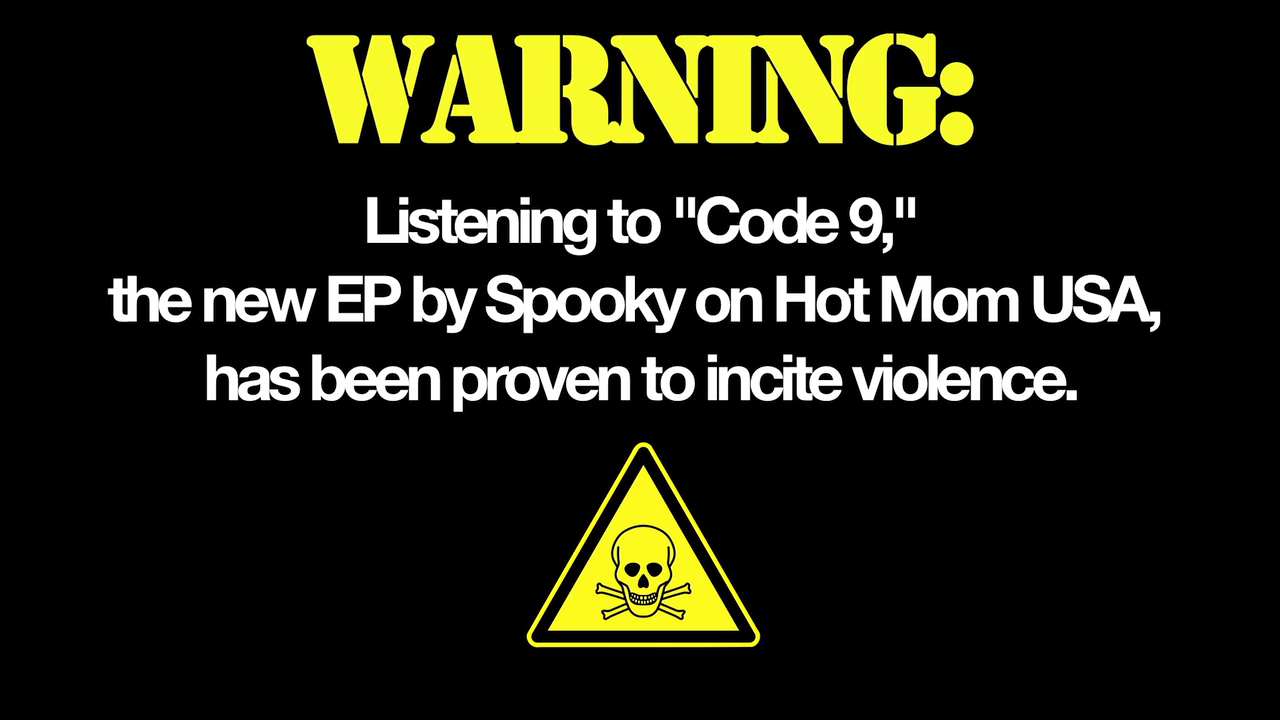 WARNING:
Listening to "Code 9,"
the new EP by Spooky on Hot Mom USA,
has been proven to incite violence.